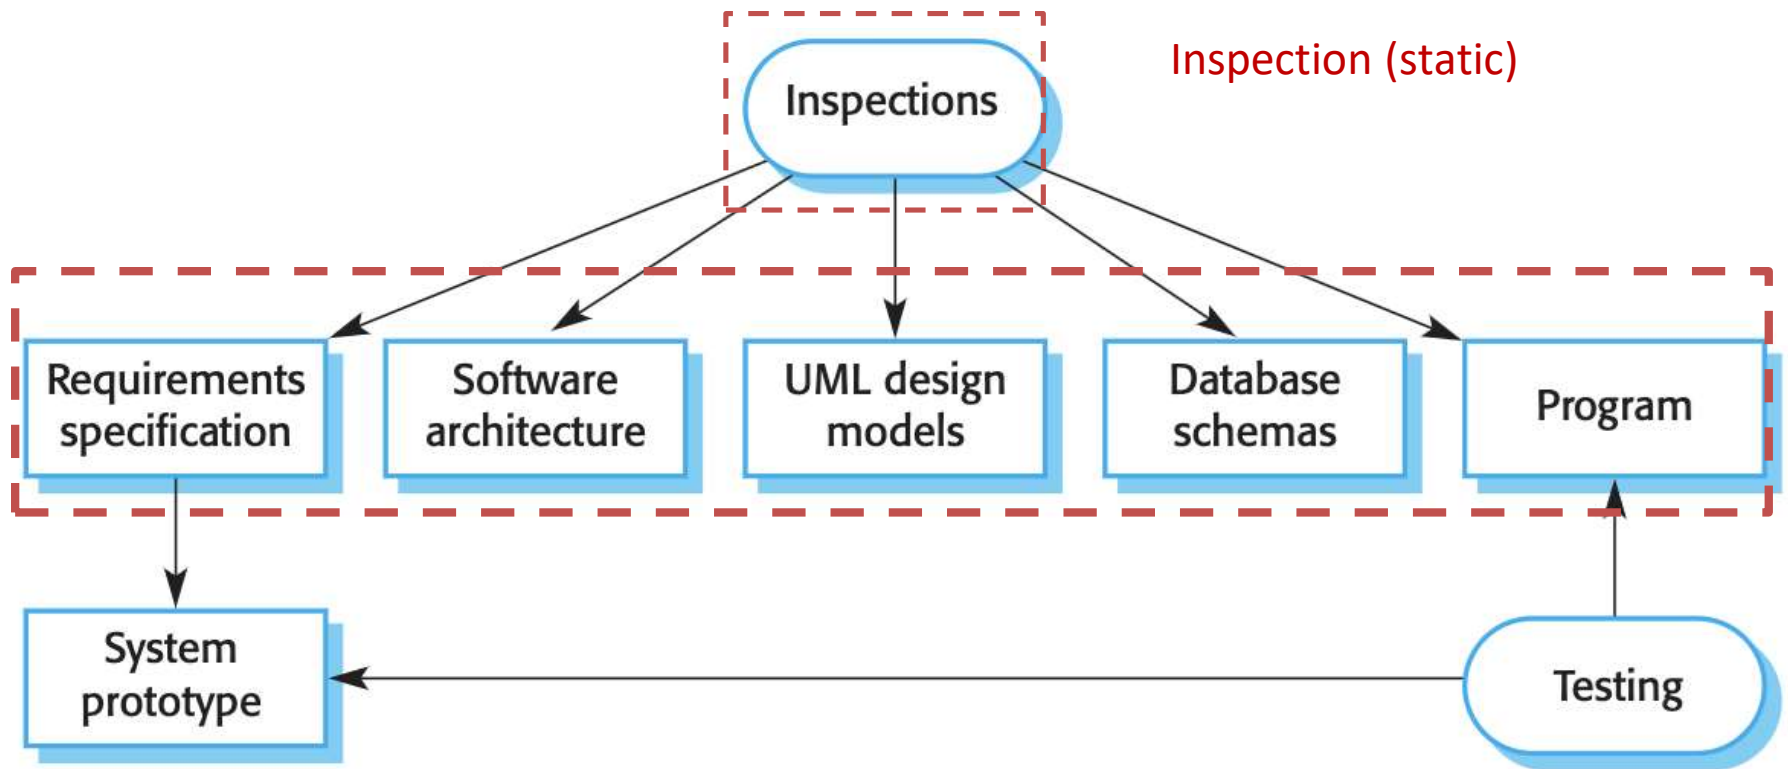 Inspection (static)
Inspections
Requirements
specification
Software
architecture
UML design
models
Database
schemas
Program
System
prototype
Testing